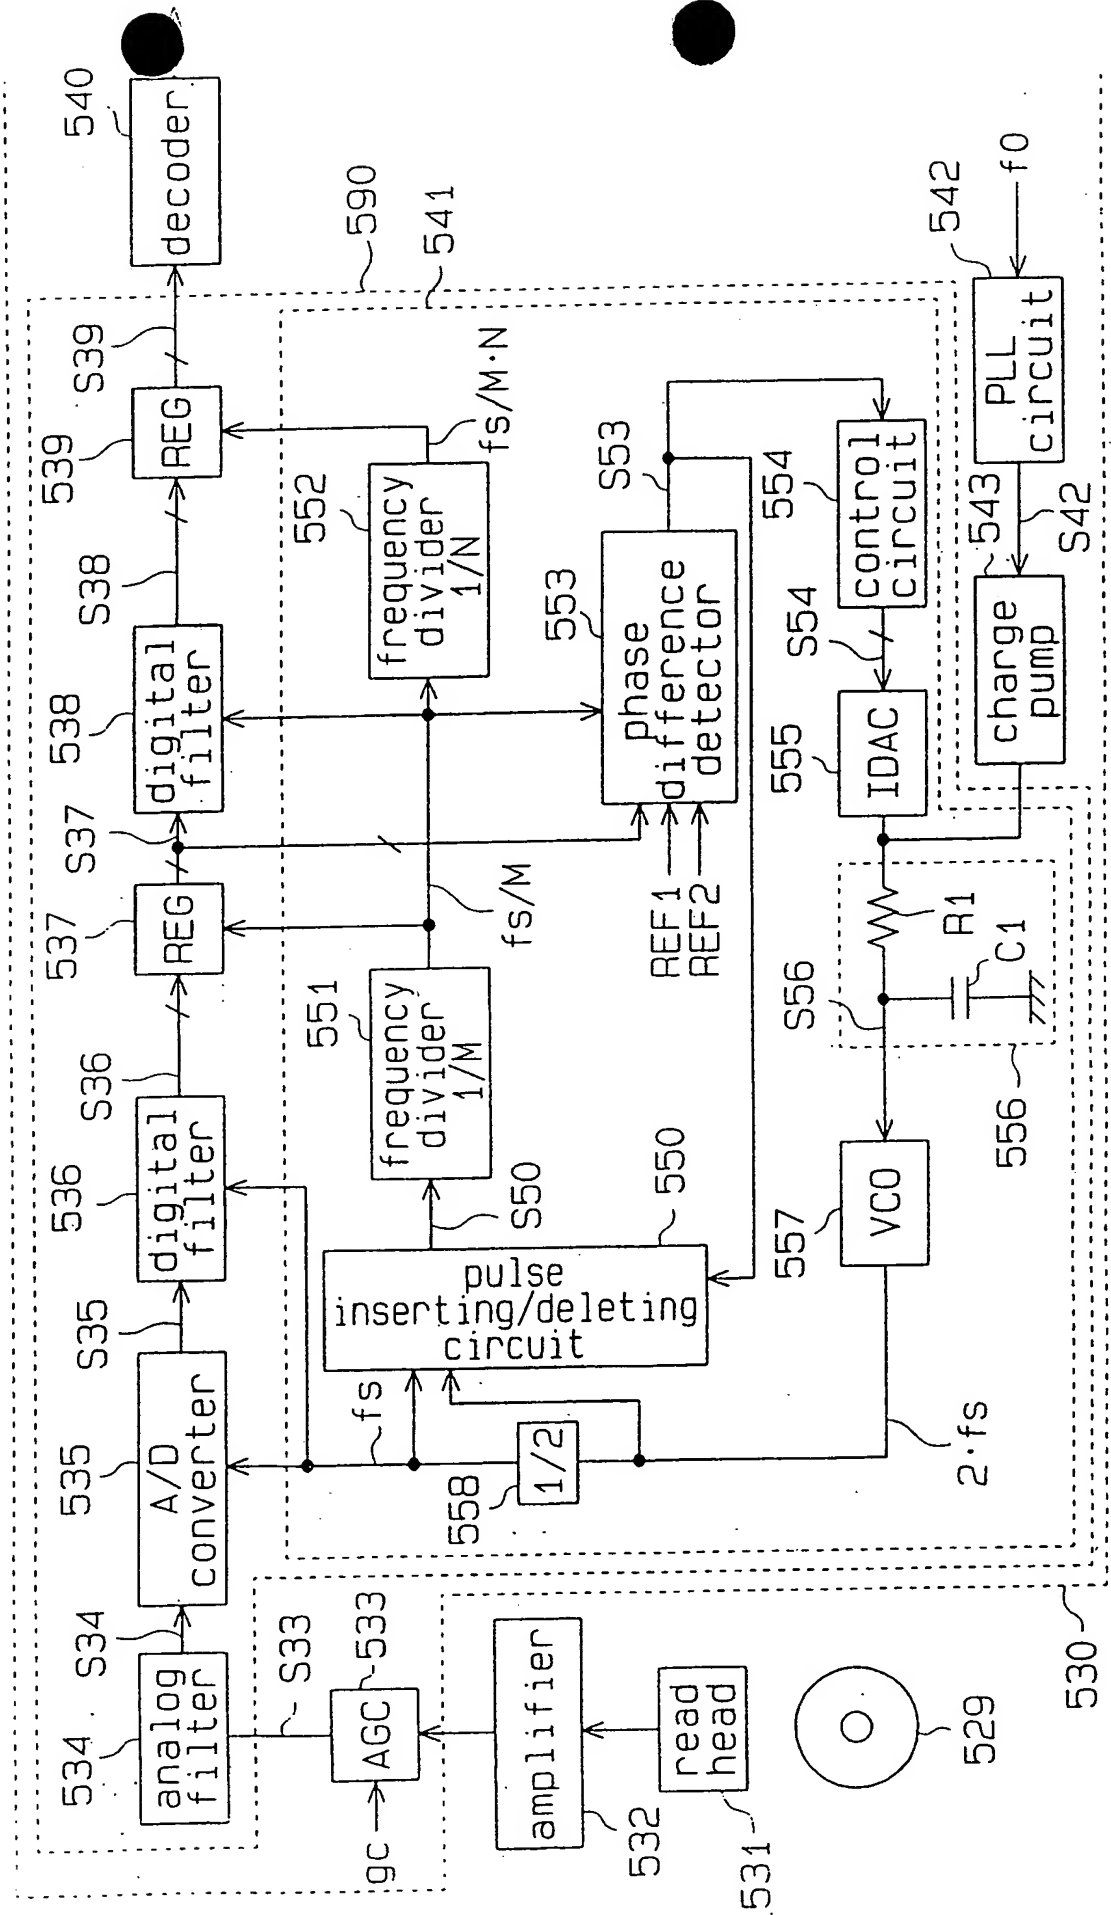 540
decoder
590
541
S39
539
REG
S38
538
digital
filter
S37
537
REG
S36
536
digital
filter
S35
535
A/D
converter
S34
534
analog
filter
S33
533
AGC
gc
fs/M·N
552
frequency
divider
1/N
fs/M
551
frequency
divider
1/M
S50
550
pulse
inserting/deleting
circuit
fs
558
1/2
2·fs
S53
553
phase
difference
detector
REF1
REF2
554
control
circuit
S54
555
IDAC
R1
C1
S56
556
557
VCO
f0
542
PLL
circuit
S42
543
charge
pump
amplifier
532
read
head
531
529
530